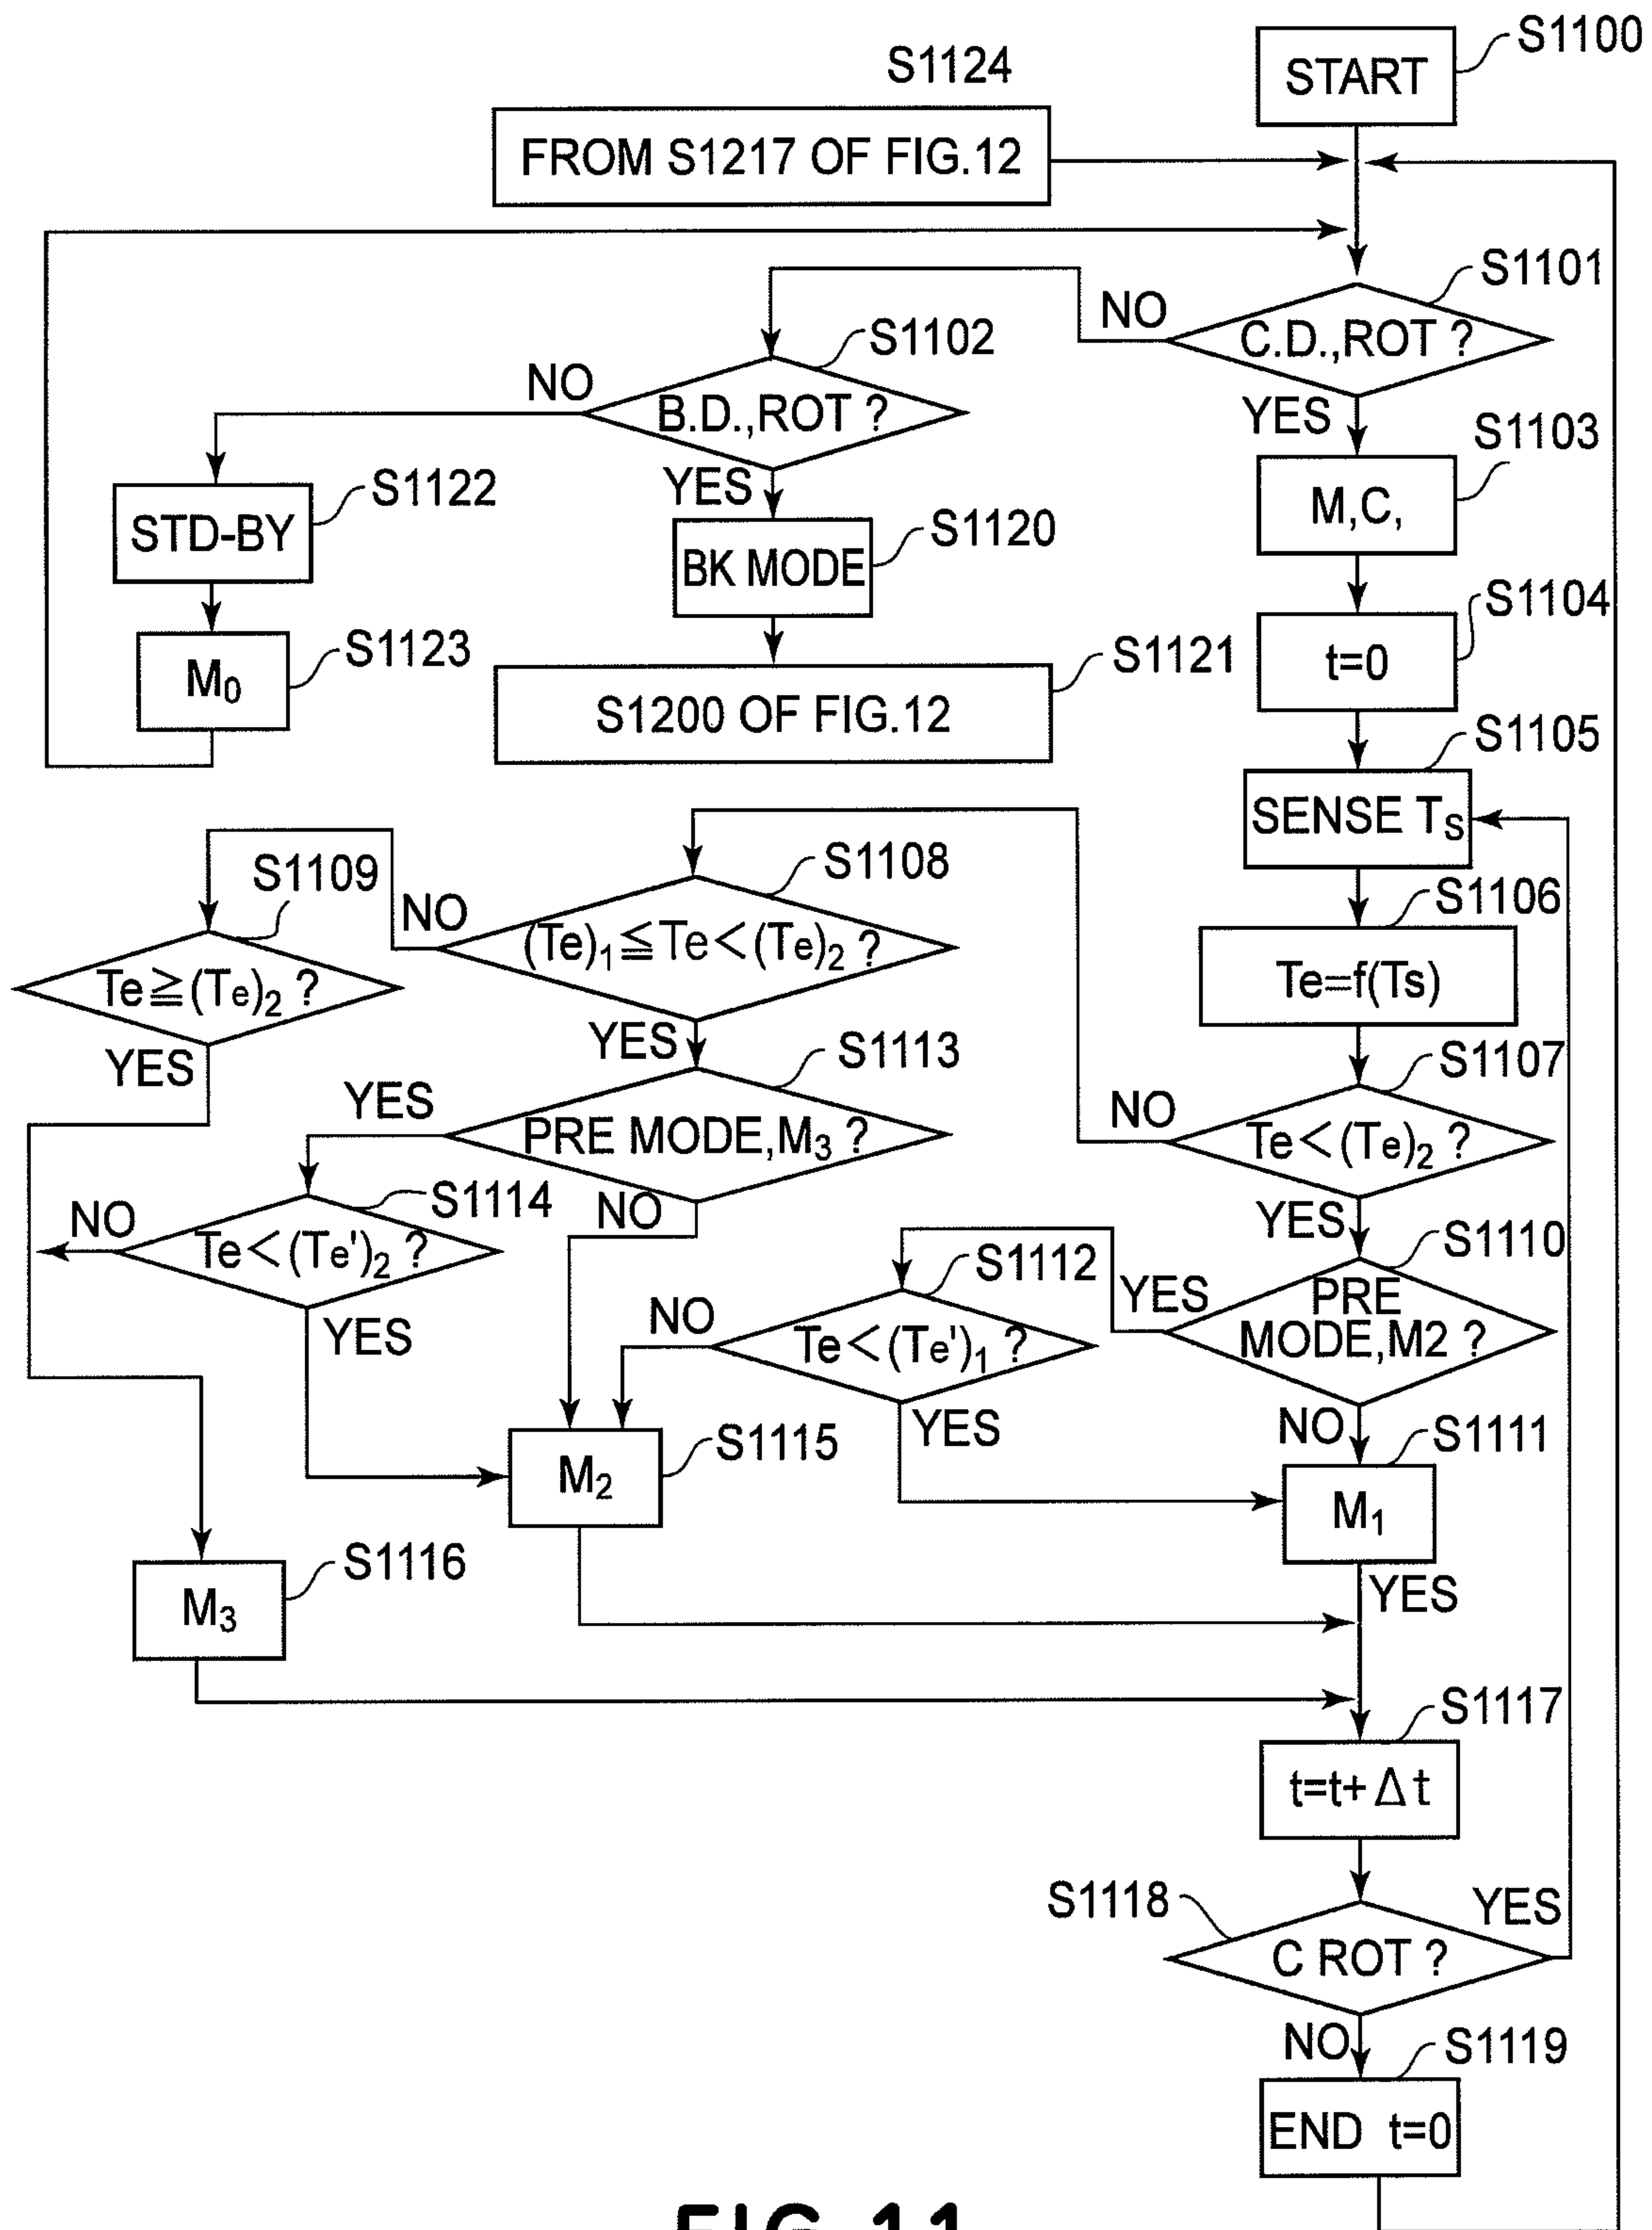 S1100
START
S1124
FROM S1217 OF FIG.12
S1101
C.D.,ROT ?
NO
YES
S1102
B.D.,ROT ?
NO
YES
S1103
M,C,
S1122
STD-BY
S1120
BK MODE
S1104
t=0
S1123
M₀
S1121
S1200 OF FIG.12
S1105
SENSE Tₛ
S1106
Te=f(Ts)
S1107
Te<(Te)₂ ?
NO
YES
S1108
(Te)₁≦Te<(Te)₂ ?
NO
YES
S1109
Te≧(Te)₂ ?
YES
S1113
PRE MODE,M₃ ?
YES
NO
S1114
Te<(Te')₂ ?
NO
YES
S1110
PRE
MODE,M2 ?
YES
NO
S1112
Te<(Te')₁ ?
NO
YES
S1111
M₁
YES
S1115
M₂
S1116
M₃
S1117
t=t+Δt
S1118
C ROT ?
YES
NO
S1119
END t=0
FIG.11